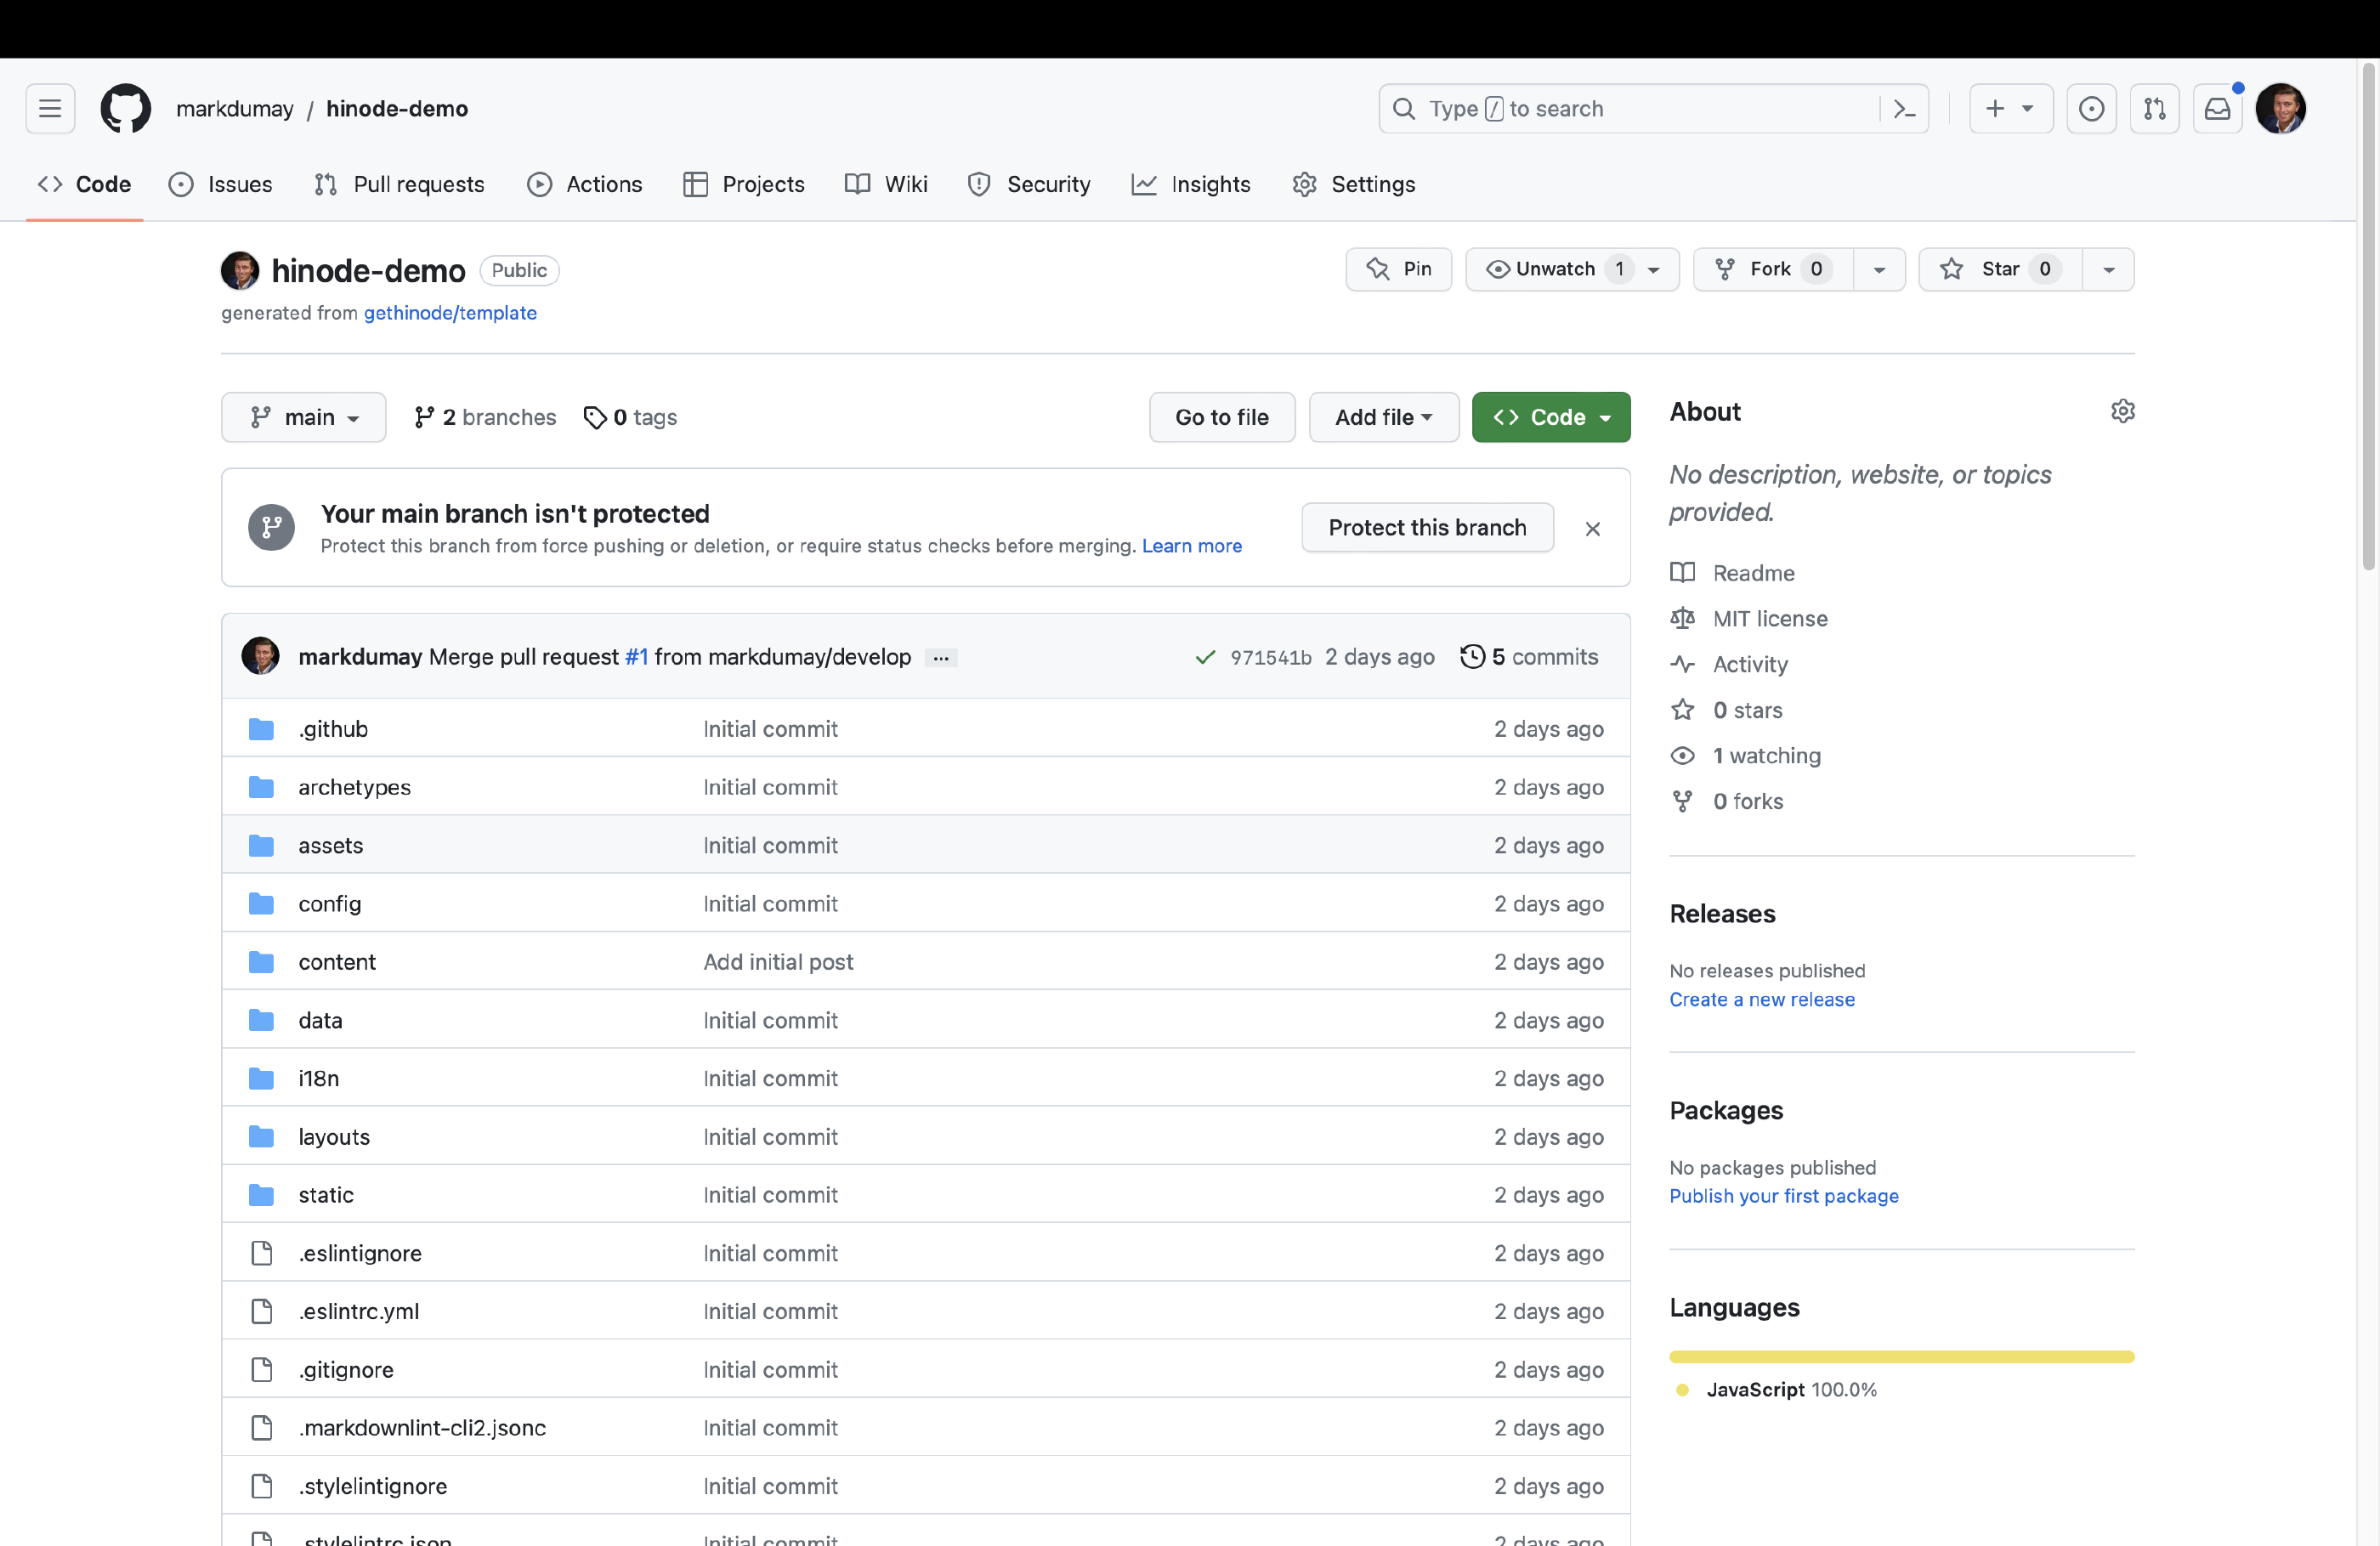 markdumay / hinode-demo
Type / to search
Code
Issues
Pull requests
Actions
Projects
Wiki
Security
Insights
Settings
hinode-demo Public
Pin
Unwatch 1
Fork 0
Star 0
generated from gethinode/template
main
2 branches
0 tags
Go to file
Add file
Code
Your main branch isn't protected
Protect this branch from force pushing or deletion, or require status checks before merging. Learn more
Protect this branch
markdumay Merge pull request #1 from markdumay/develop ...
971541b 2 days ago
5 commits
.github Initial commit 2 days ago
archetypes Initial commit 2 days ago
assets Initial commit 2 days ago
config Initial commit 2 days ago
content Add initial post 2 days ago
data Initial commit 2 days ago
i18n Initial commit 2 days ago
layouts Initial commit 2 days ago
static Initial commit 2 days ago
.eslintignore Initial commit 2 days ago
.eslintrc.yml Initial commit 2 days ago
.gitignore Initial commit 2 days ago
.markdownlint-cli2.jsonc Initial commit 2 days ago
.stylelintignore Initial commit 2 days ago
.stylelintrc.json Initial commit 2 days ago
About
No description, website, or topics
provided.
Readme
MIT license
Activity
0 stars
1 watching
0 forks
Releases
No releases published
Create a new release
Packages
No packages published
Publish your first package
Languages
JavaScript 100.0%